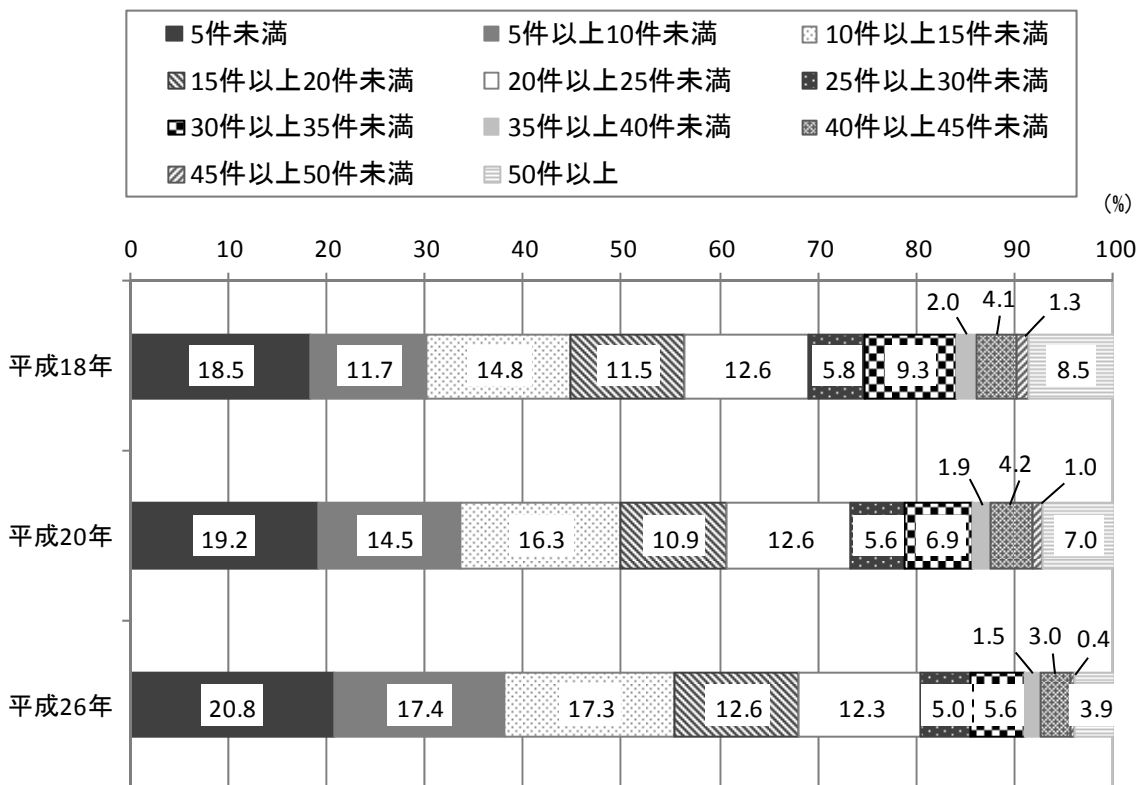 5件未満 5件以上10件未満 10件以上15件未満
15件以上20件未満 20件以上25件未満 25件以上30件未満
30件以上35件未満 35件以上40件未満 40件以上45件未満
45件以上50件未満 50件以上
(%)
0 10 20 30 40 50 60 70 80 90 100
2.0 4.1 1.3
平成18年 18.5 11.7 14.8 11.5 12.6 5.8 9.3 8.5
1.9 4.2 1.0
平成20年 19.2 14.5 16.3 10.9 12.6 5.6 6.9 7.0
1.5 3.0 0.4
平成26年 20.8 17.4 17.3 12.6 12.3 5.0 5.6 3.9